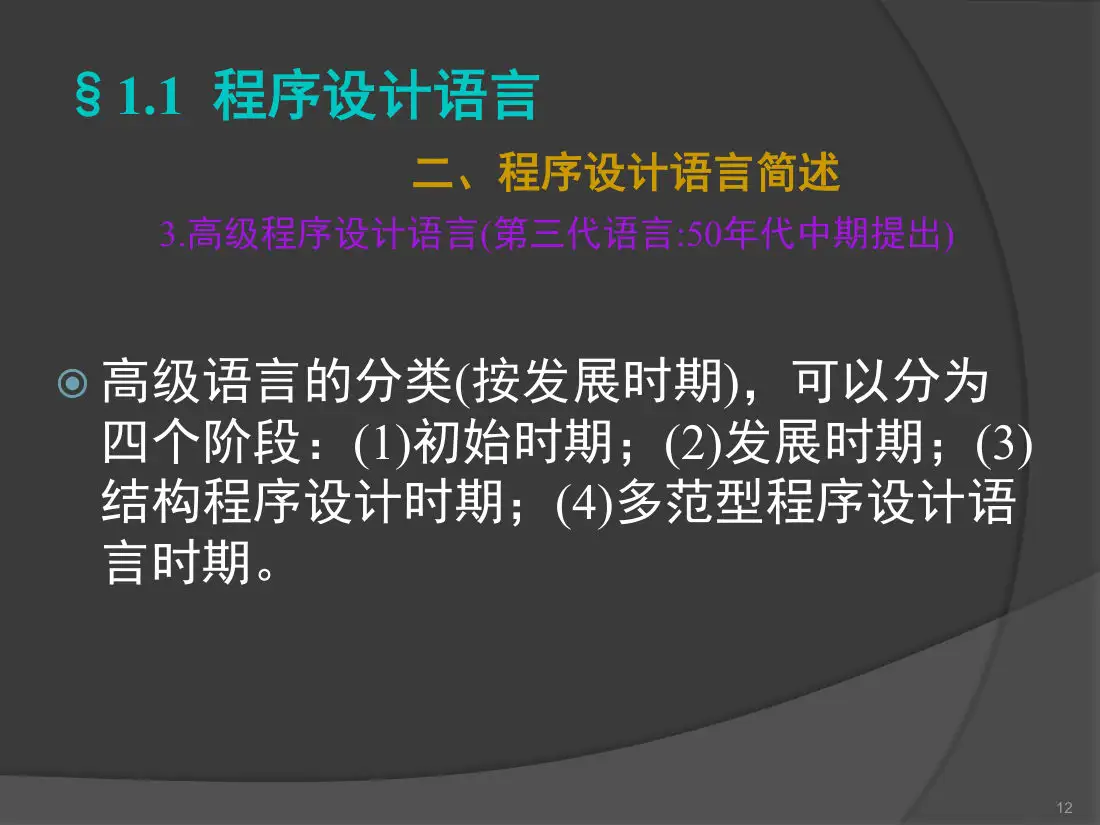 §1.1 程序设计语言
二、程序设计语言简述
3.高级程序设计语言(第三代语言:50年代中期提出)
高级语言的分类(按发展时期)，可以分为
四个阶段：(1)初始时期；(2)发展时期；(3)
结构程序设计时期；(4)多范型程序设计语
言时期。
12